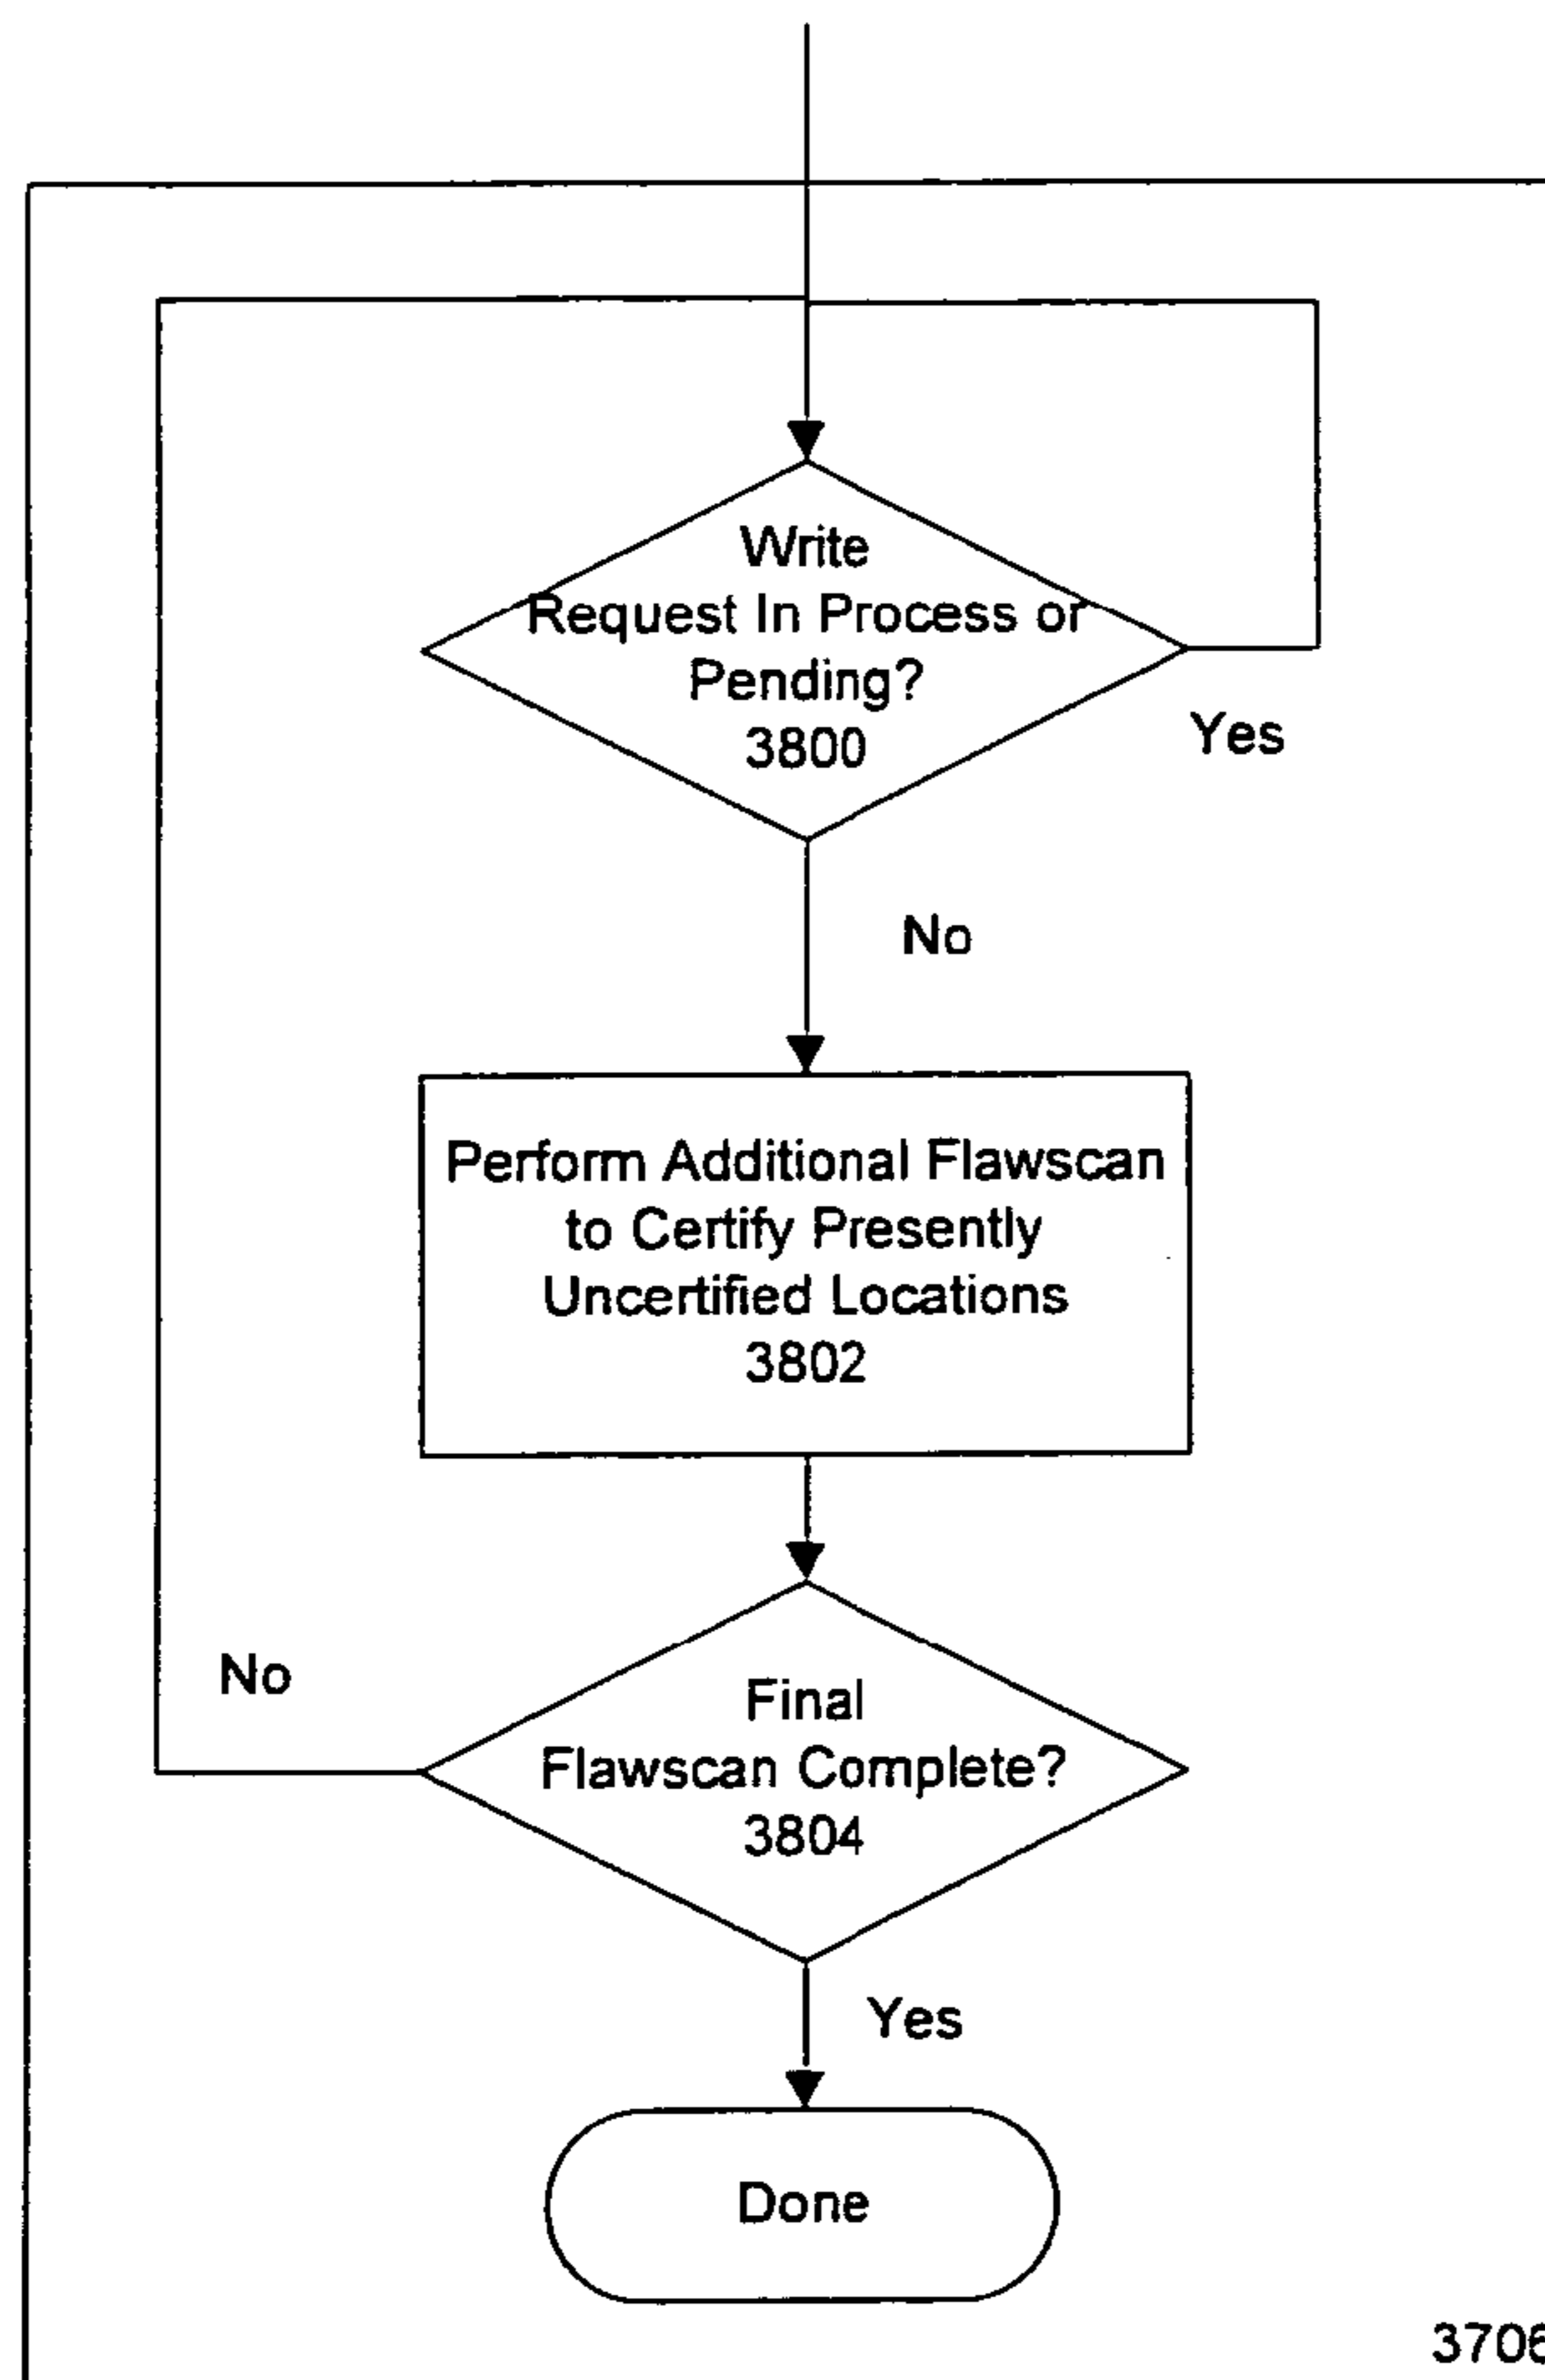 Write
Request In Process or
Pending?
3800
Yes
No
Perform Additional Flawscan
to Certify Presently
Uncertified Locations
3802
No
Final
Flawscan Complete?
3804
Yes
Done
3706